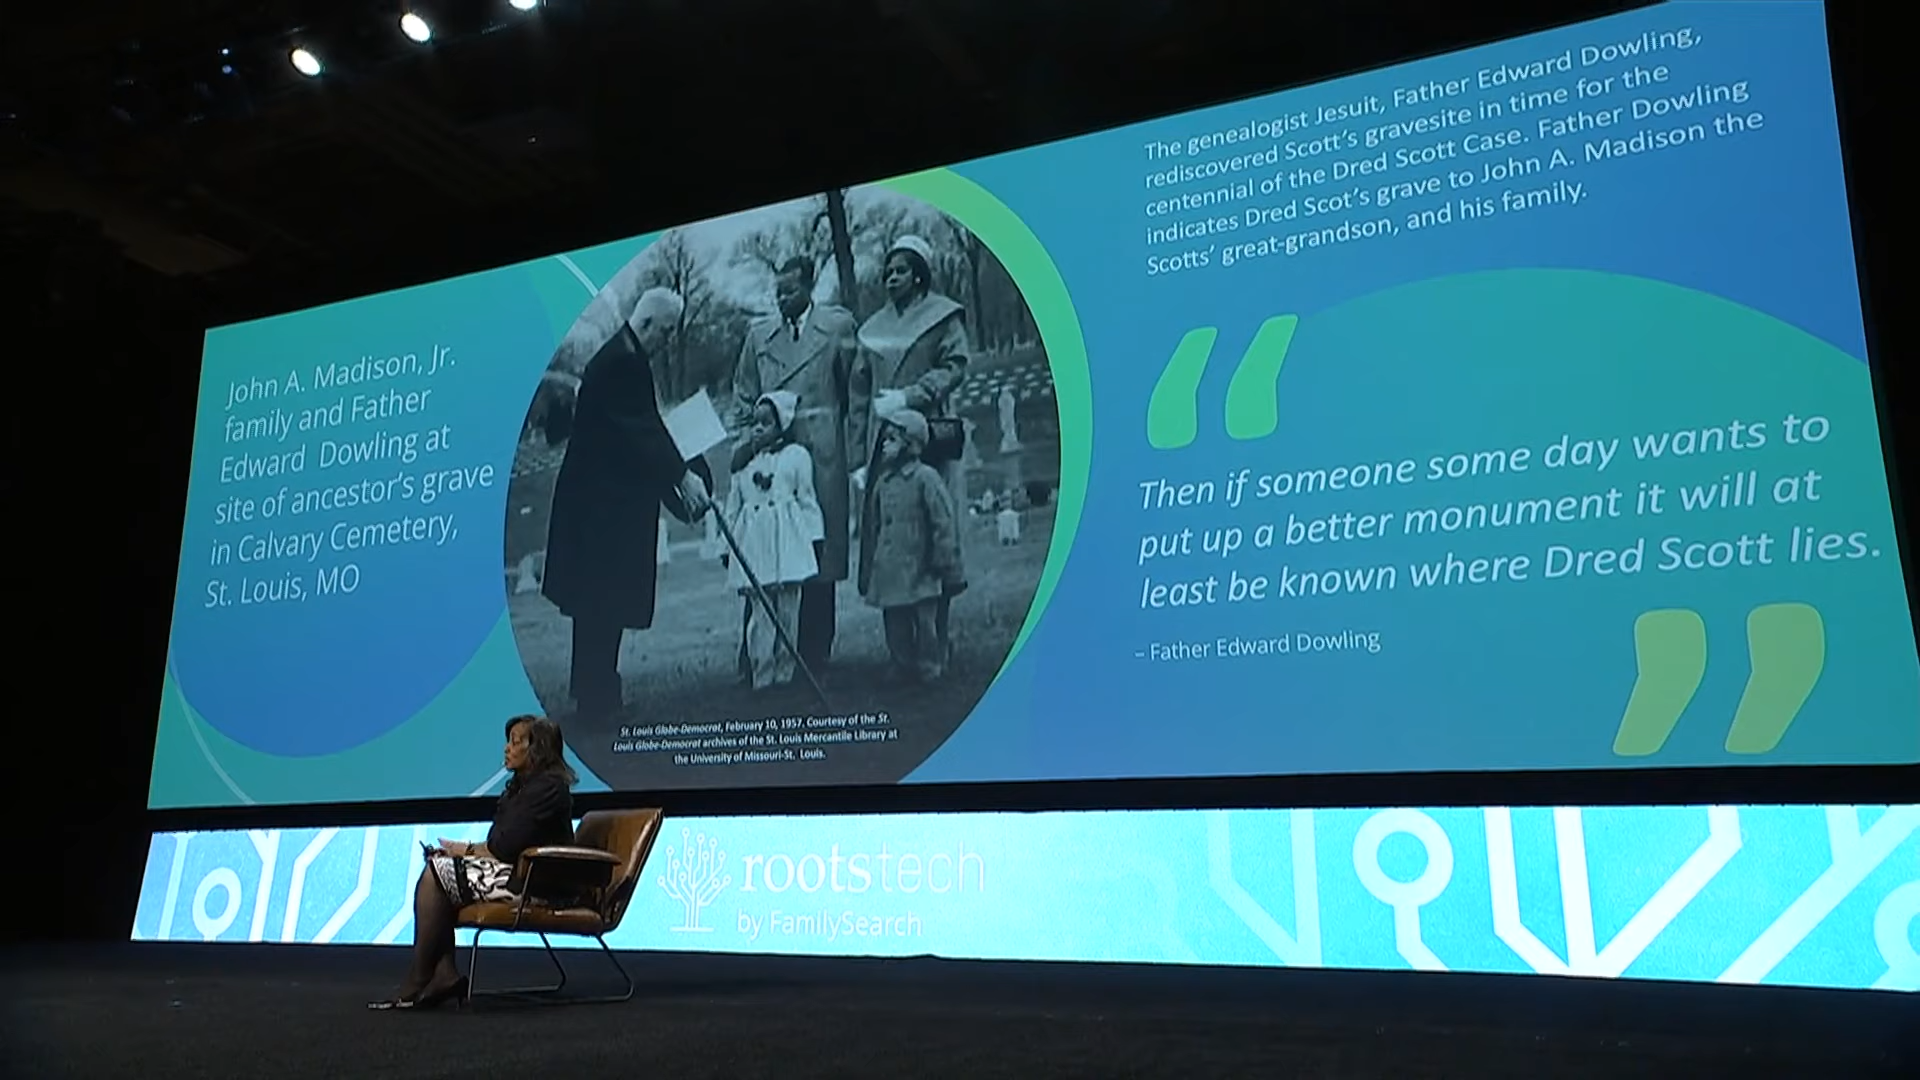 John A. Madison, Jr.
family and Father
Edward Dowling at
site of ancestor's grave
in Calvary Cemetery,
St. Louis, MO
St. Louis Globe-Democrat, February 10, 1957. Courtesy of the St.
Louis Globe-Democrat archives of the St. Louis Mercantile Library at
the University of Missouri-St. Louis.
The genealogist Jesuit, Father Edward Dowling,
rediscovered Scott's gravesite in time for the
centennial of the Dred Scott Case. Father Dowling
indicates Dred Scot's grave to John A. Madison the
Scotts' great-grandson, and his family.
“
Then if someone some day wants to
put up a better monument it will at
least be known where Dred Scott lies.
”
– Father Edward Dowling
rootstech
by FamilySearch